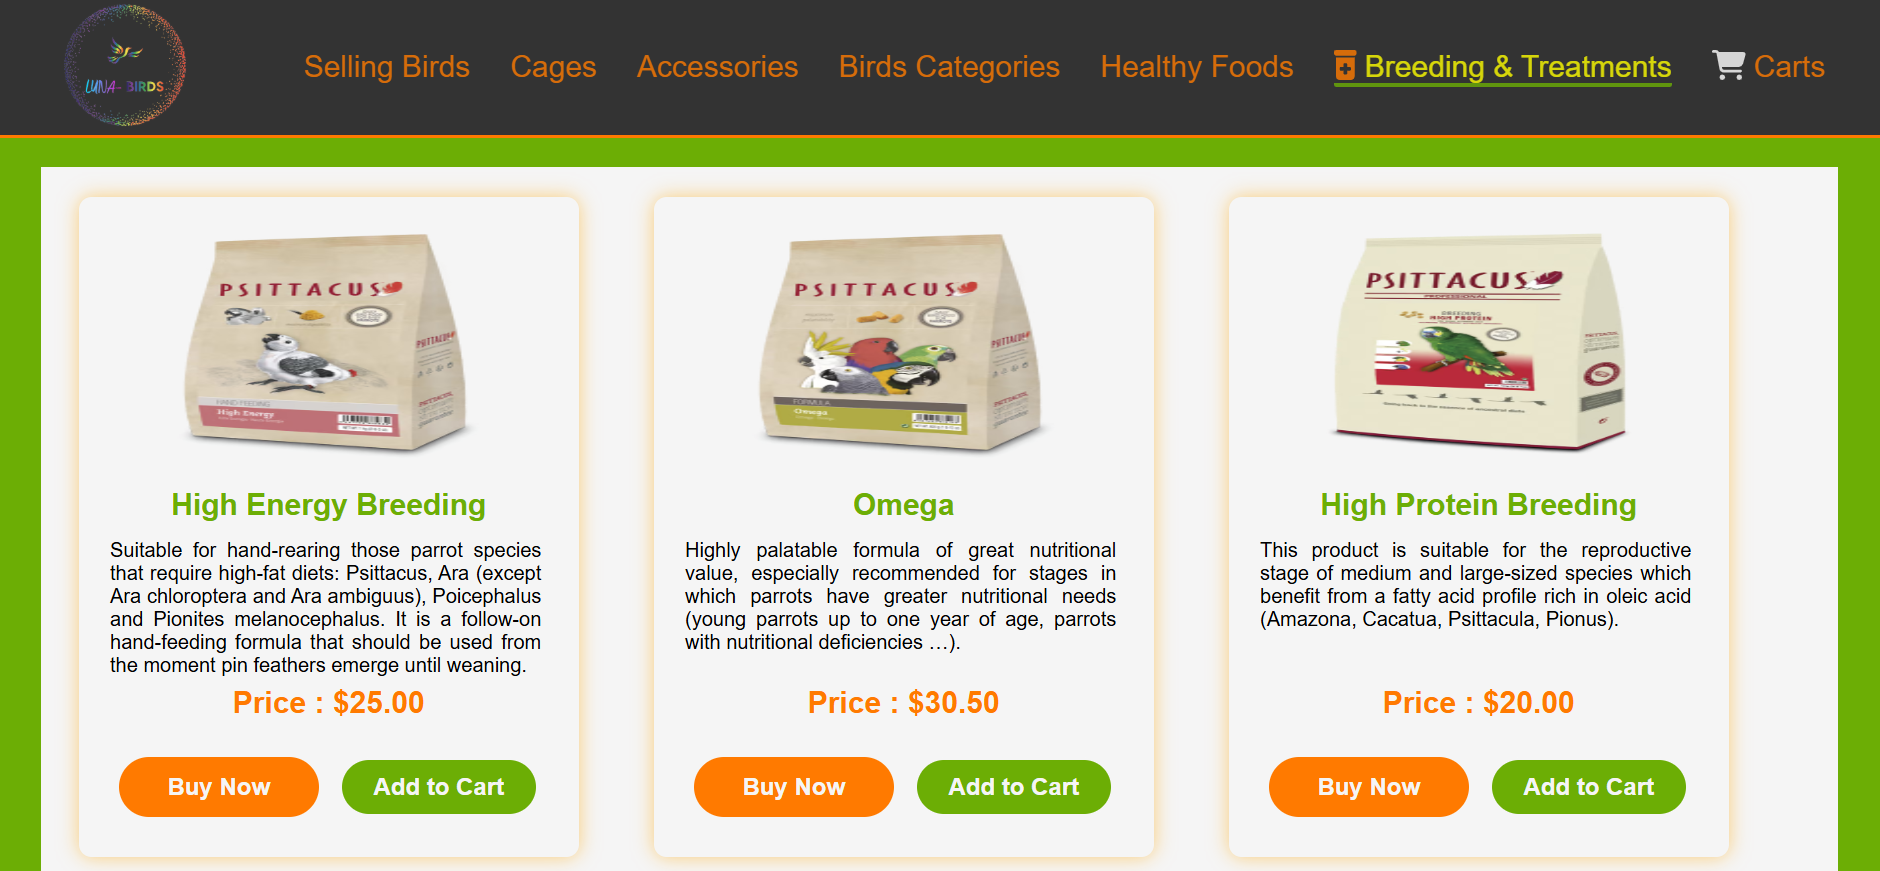 LUNA- BIRDS
Selling Birds
Cages
Accessories
Birds Categories
Healthy Foods
Breeding & Treatments
Carts
PSITTACUS
PSITTACUS
HAND-FEEDING
High Energy
PSITTACUS
PSITTACUS
FORMULA
Omega
PSITTACUS
PROFESSIONAL
BREEDING
HIGH PROTEIN
PSITTACUS
High Energy Breeding
Suitable for hand-rearing those parrot species
that require high-fat diets: Psittacus, Ara (except
Ara chloroptera and Ara ambiguus), Poicephalus
and Pionites melanocephalus. It is a follow-on
hand-feeding formula that should be used from
the moment pin feathers emerge until weaning.
Price : $25.00
Buy Now
Add to Cart
Omega
Highly palatable formula of great nutritional
value, especially recommended for stages in
which parrots have greater nutritional needs
(young parrots up to one year of age, parrots
with nutritional deficiencies …).
Price : $30.50
Buy Now
Add to Cart
High Protein Breeding
This product is suitable for the reproductive
stage of medium and large-sized species which
benefit from a fatty acid profile rich in oleic acid
(Amazona, Cacatua, Psittacula, Pionus).
Price : $20.00
Buy Now
Add to Cart